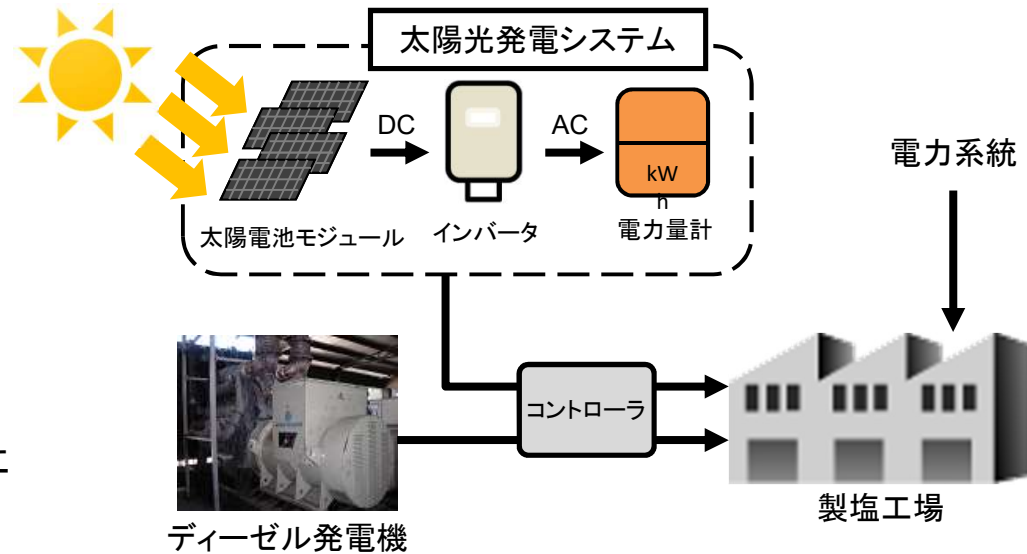 太陽光発電システム
DC
AC
kW
h
太陽電池モジュール
インバータ
電力量計
電力系統
コントローラ
エ
ディーゼル発電機
製塩工場